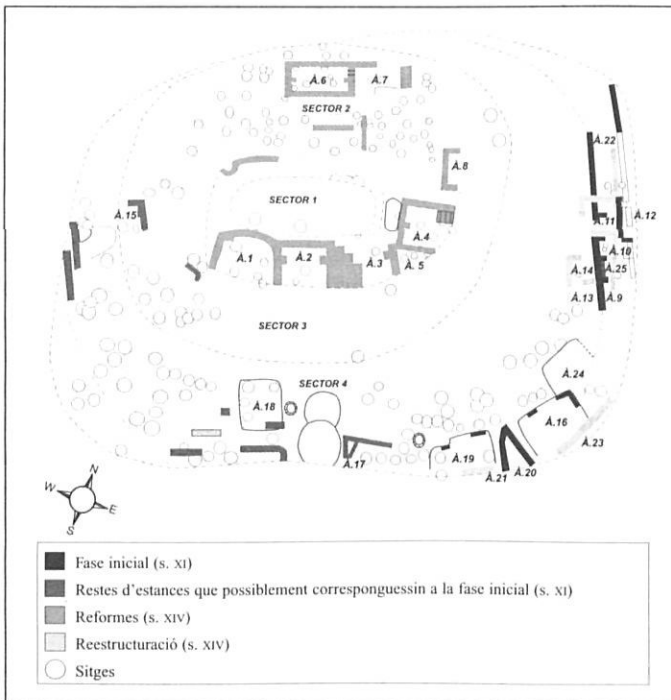 À.6
À.7
SECTOR 2
À.22
À.8
SECTOR 1
À.15
À.11
À.12
À.4
À.1
À.2
À.3
À.5
À.10
À.14
À.25
À.13
À.9
SECTOR 3
SECTOR 4
À.24
À.18
À.16
À.23
À.17
À.19
À.21
À.20
N
W
E
S
Fase inicial (s. XI)
Restes d'estances que possiblement corresponguessin a la fase inicial (s. XI)
Reformes (s. XIV)
Reestructuració (s. XIV)
Sitges